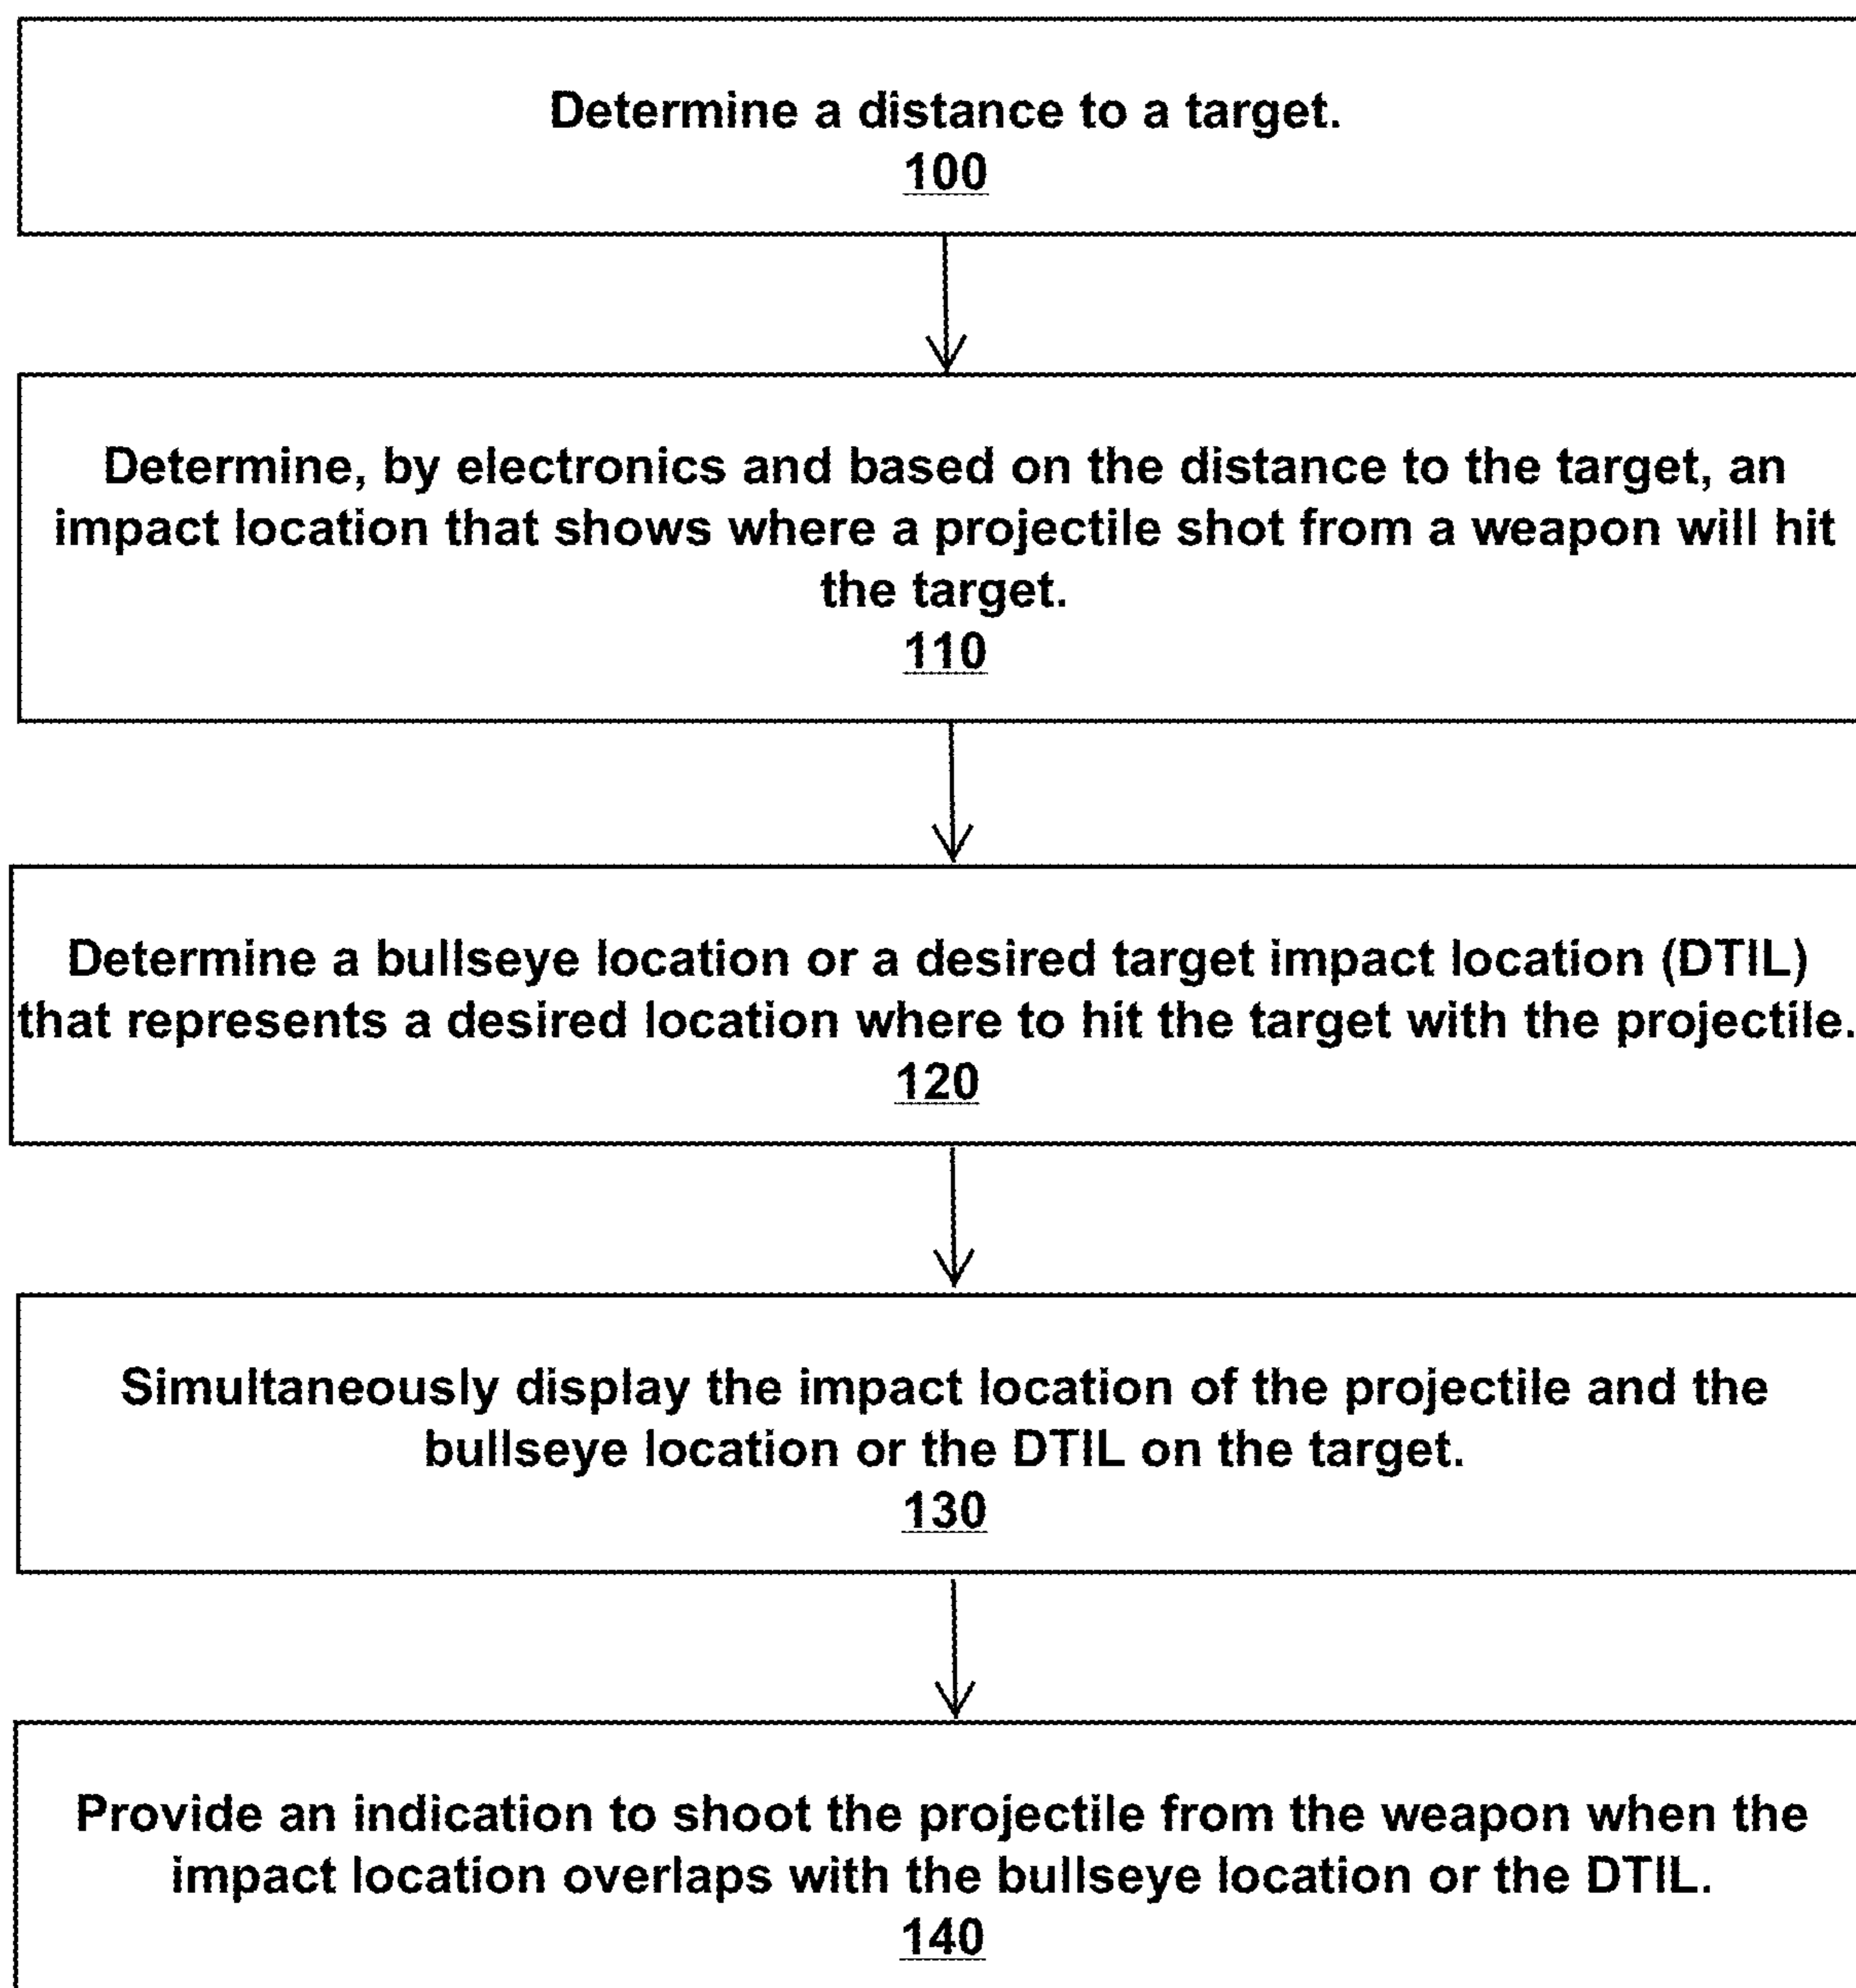 Determine a distance to a target.
100
Determine, by electronics and based on the distance to the target, an
impact location that shows where a projectile shot from a weapon will hit
the target.
110
Determine a bullseye location or a desired target impact location (DTIL)
that represents a desired location where to hit the target with the projectile.
120
Simultaneously display the impact location of the projectile and the
bullseye location or the DTIL on the target.
130
Provide an indication to shoot the projectile from the weapon when the
impact location overlaps with the bullseye location or the DTIL.
140